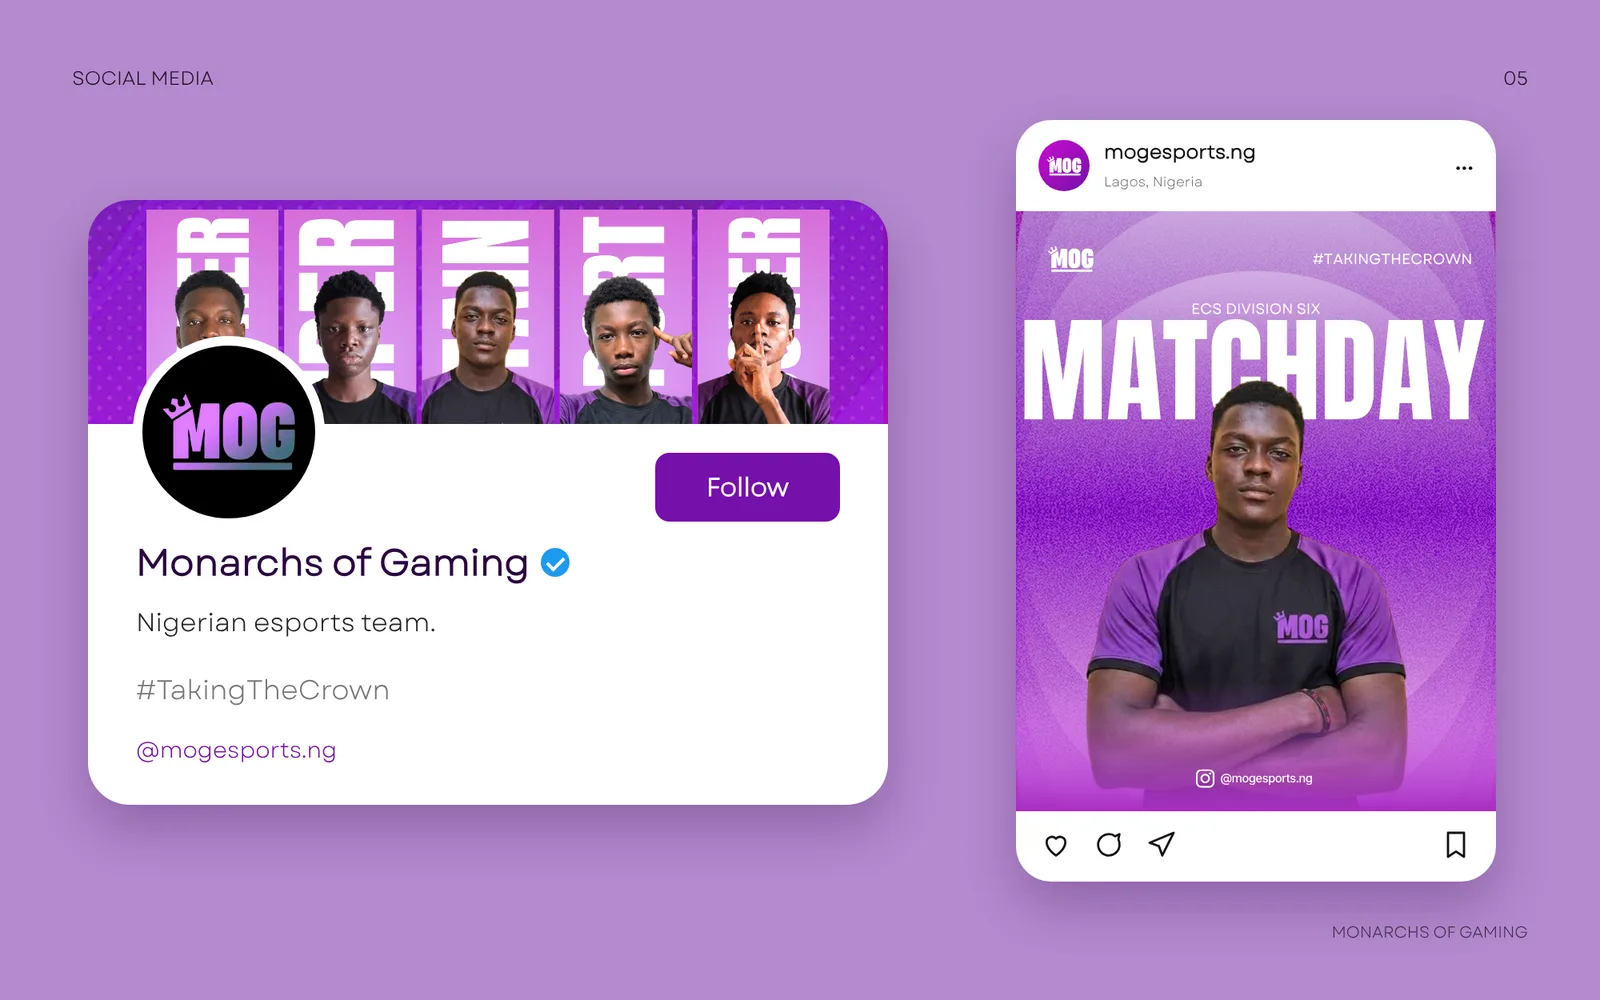 SOCIAL MEDIA
05
MOG
Follow
Monarchs of Gaming
Nigerian esports team.
#TakingTheCrown
@mogesports.ng
MOG
mogesports.ng
Lagos, Nigeria
MOG
#TAKINGTHECROWN
ECS DIVISION SIX
MATCHDAY
MOG
@mogesports.ng
MONARCHS OF GAMING